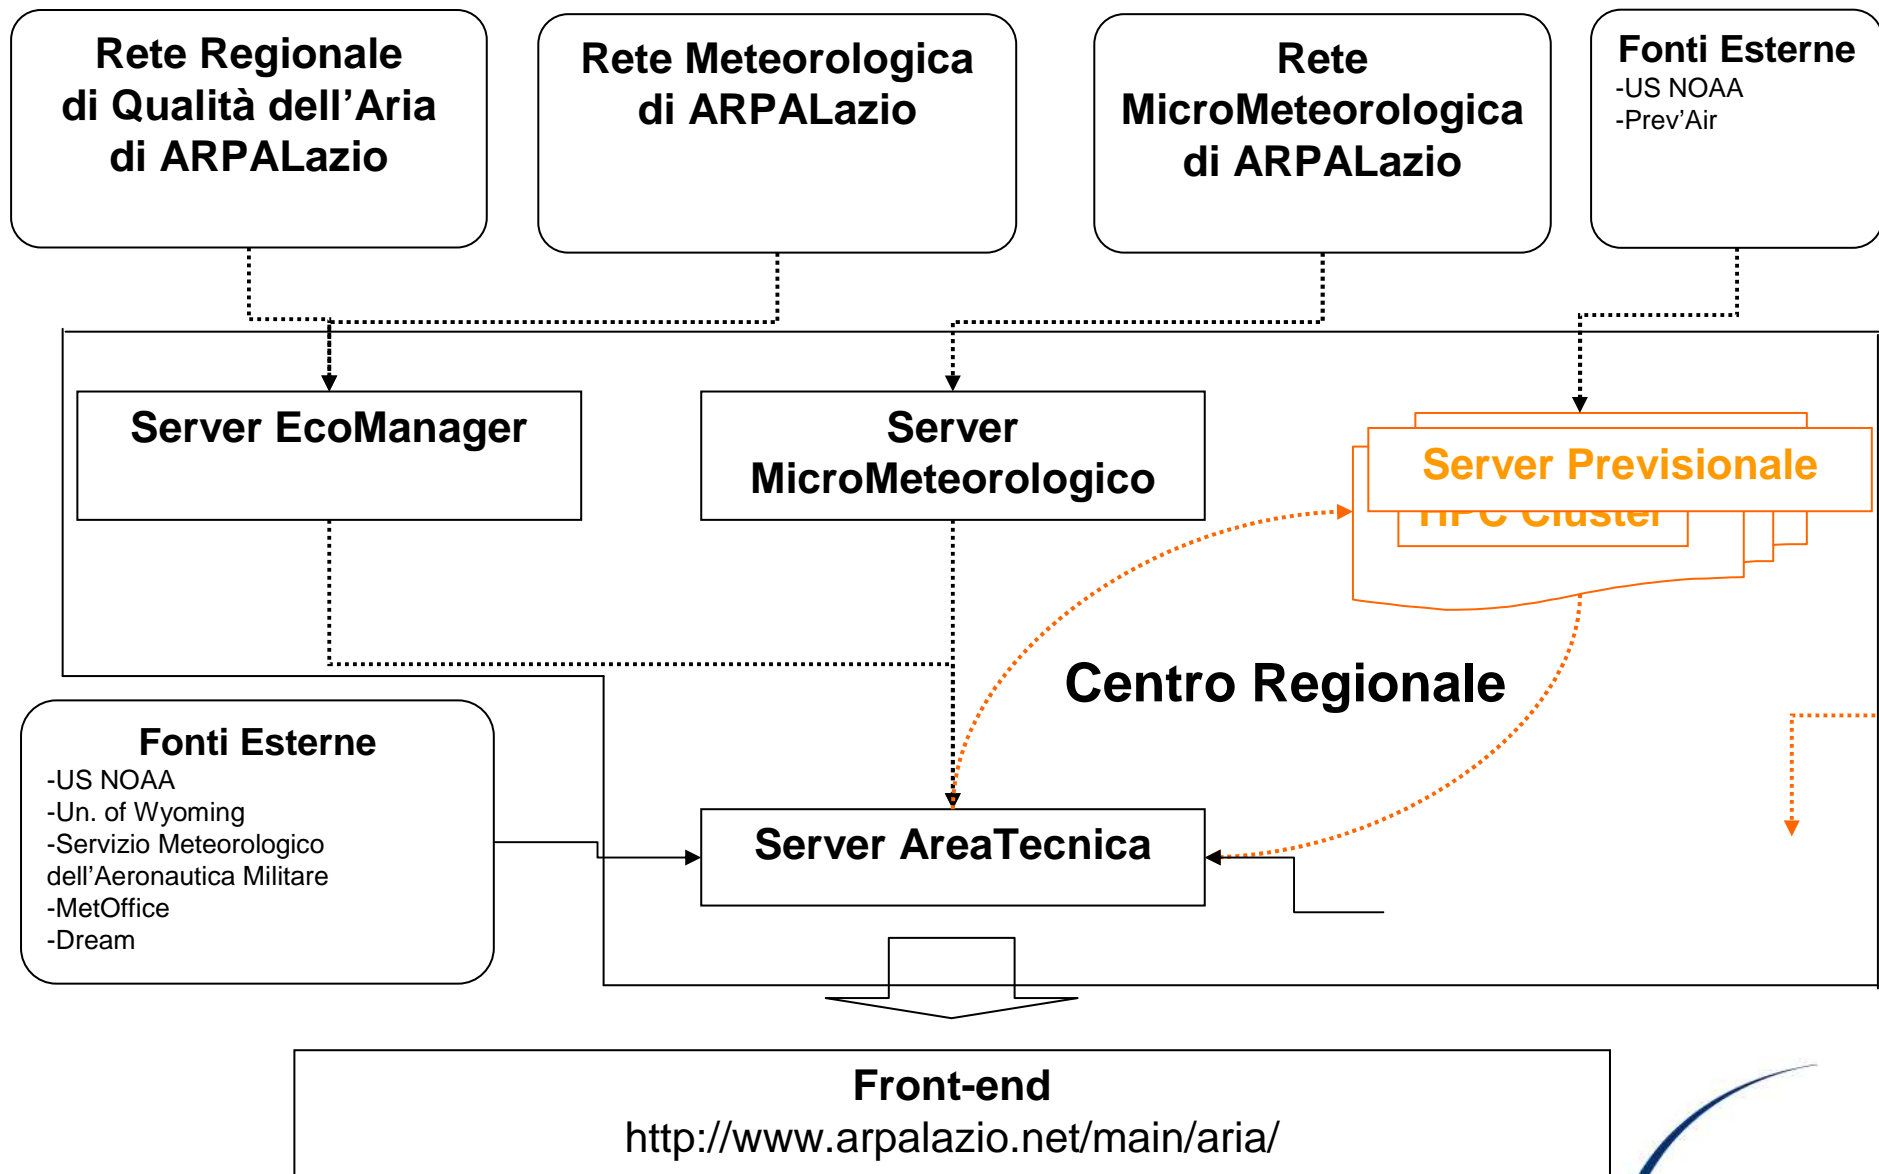 Rete Regionale
di Qualità dell’Aria
di ARPALazio
Rete Meteorologica
di ARPALazio
Rete
MicroMeteorologica
di ARPALazio
Fonti Esterne
-US NOAA
-Prev’Air
Server EcoManager
Server
MicroMeteorologico
Server Previsionale
HPC Cluster
Centro Regionale
Fonti Esterne
-US NOAA
-Un. of Wyoming
-Servizio Meteorologico
dell’Aeronautica Militare
-MetOffice
-Dream
Server AreaTecnica
Front-end
http://www.arpalazio.net/main/aria/